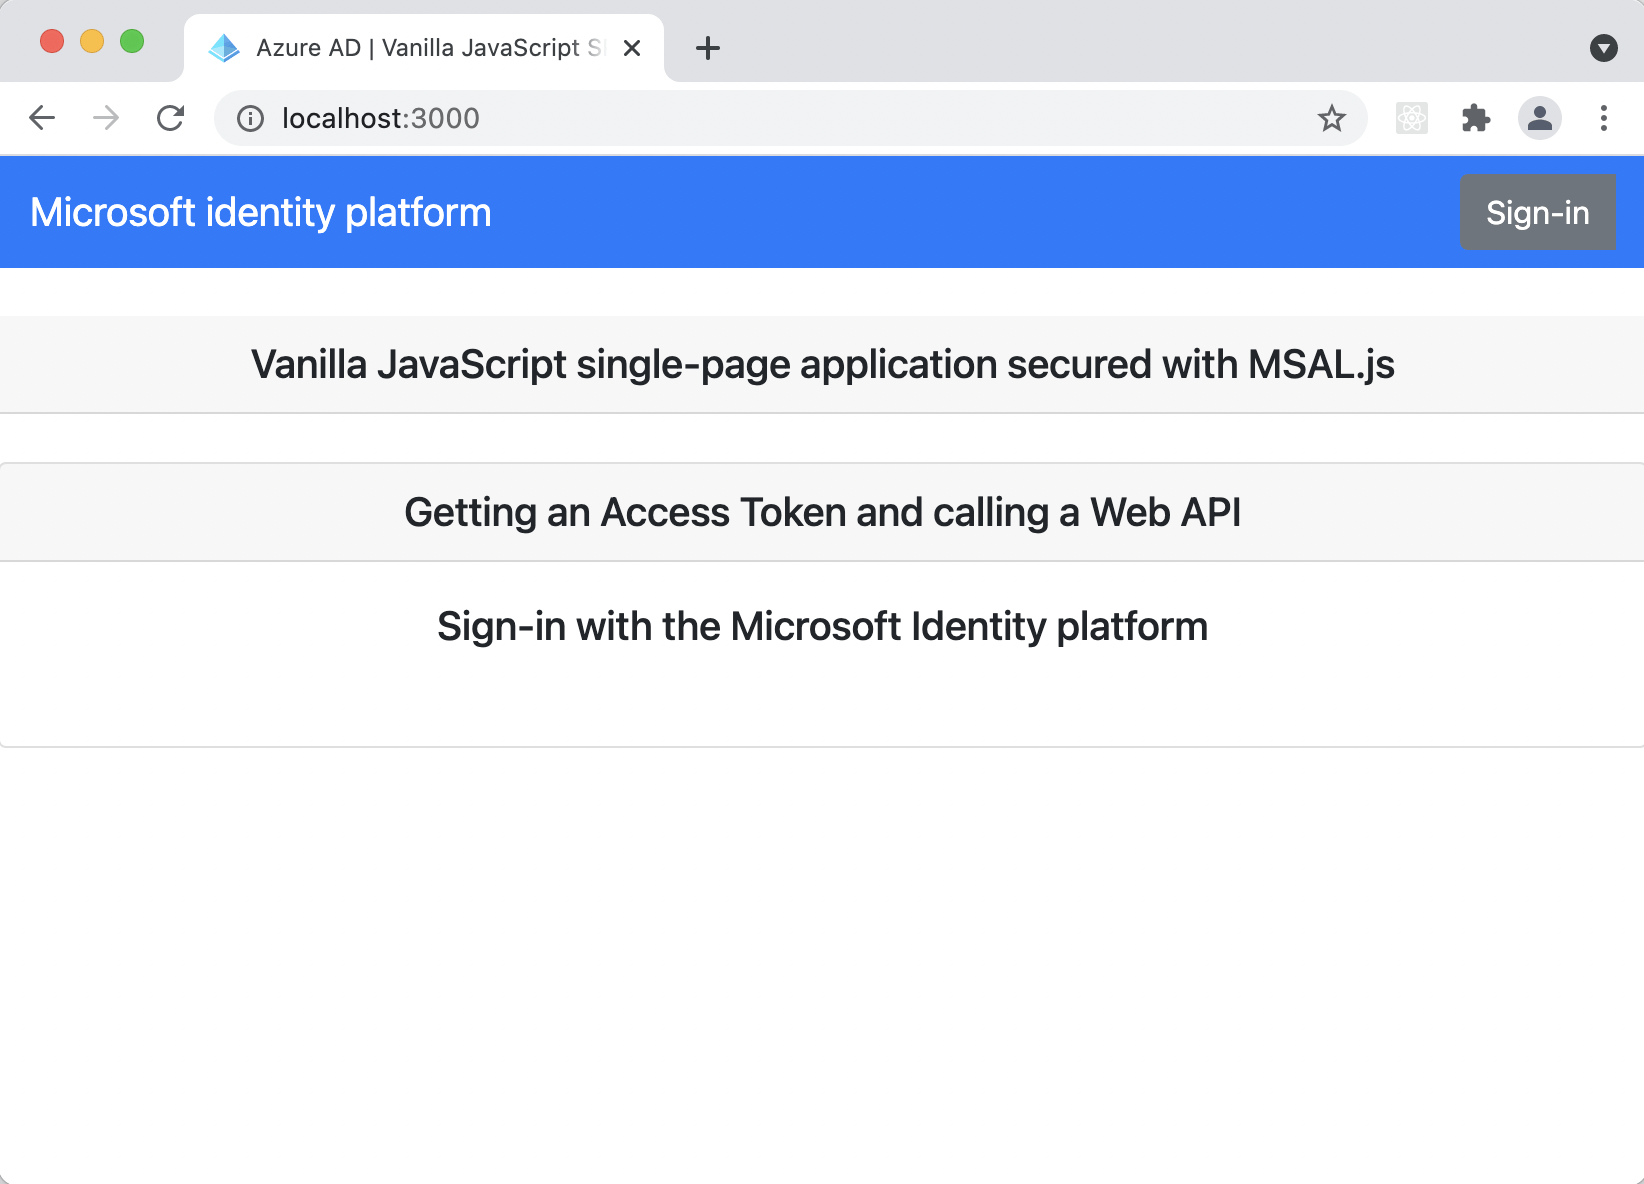 Azure AD | Vanilla JavaScript S
localhost:3000
Microsoft identity platform
Sign-in
Vanilla JavaScript single-page application secured with MSAL.js
Getting an Access Token and calling a Web API
Sign-in with the Microsoft Identity platform